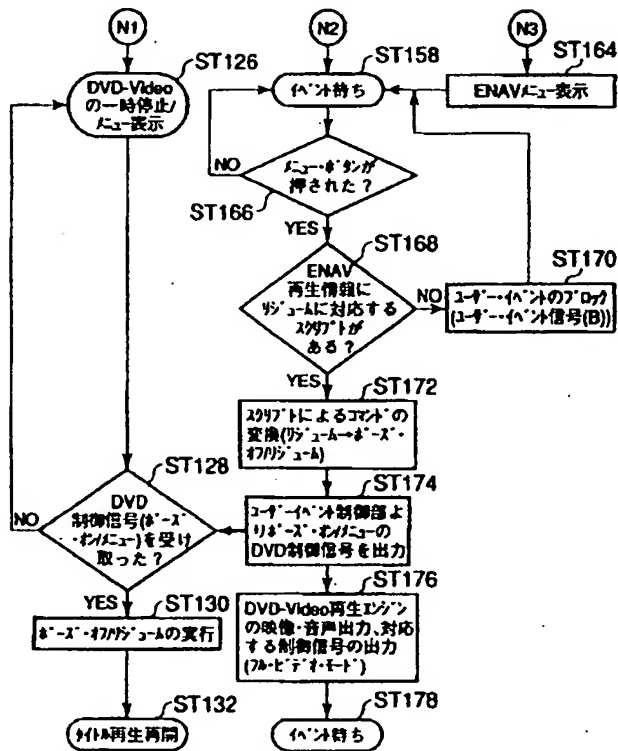 N1
N2
N3
ST126
DVD-Video
の一時停止/
メニュー表示
ST158
イベント待ち
ST164
ENAVメニュー表示
NO
メニュー・ボタンが
押された?
ST166
YES
ST168
ENAV
再生情報に
リジュームに対応する
スクリプトが
ある?
NO
ST170
ユーザー・イベントのブロック
(ユーザー・イベント信号(B))
YES
ST172
スクリプトによるコマンドの
変換(リジューム→ポーズ・
オフ/リジューム)
ST128
DVD
制御信号(ポーズ
・オン/メニュー)を受け
取った?
NO
ST174
ユーザーイベント制御部よ
りポーズ・オン/メニューの
DVD制御信号を出力
YES
ST130
ポーズ・オフ/リジュームの実行
ST176
DVD-Video再生エンジン
の映像・音声出力、対応
する制御信号の出力
(フル・ビデオ・モード)
ST132
タイトル再生再開
ST178
イベント待ち